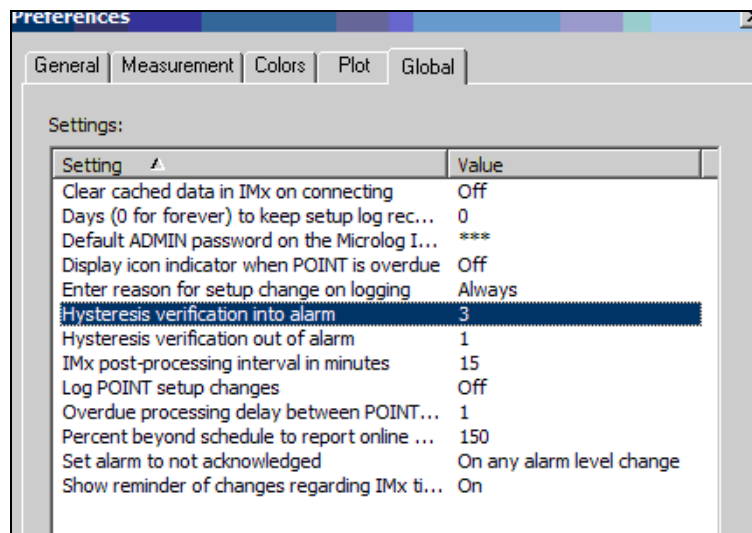 Preferences
General Measurement Colors Plot Global
Settings:
Setting Value
Clear cached data in IMx on connecting Off
Days (0 for forever) to keep setup log rec... 0
Default ADMIN password on the Microlog I... ***
Display icon indicator when POINT is overdue Off
Enter reason for setup change on logging Always
Hysteresis verification into alarm 3
Hysteresis verification out of alarm 1
IMx post-processing interval in minutes 15
Log POINT setup changes Off
Overdue processing delay between POINT... 1
Percent beyond schedule to report online ... 150
Set alarm to not acknowledged On any alarm level change
Show reminder of changes regarding IMx ti... On